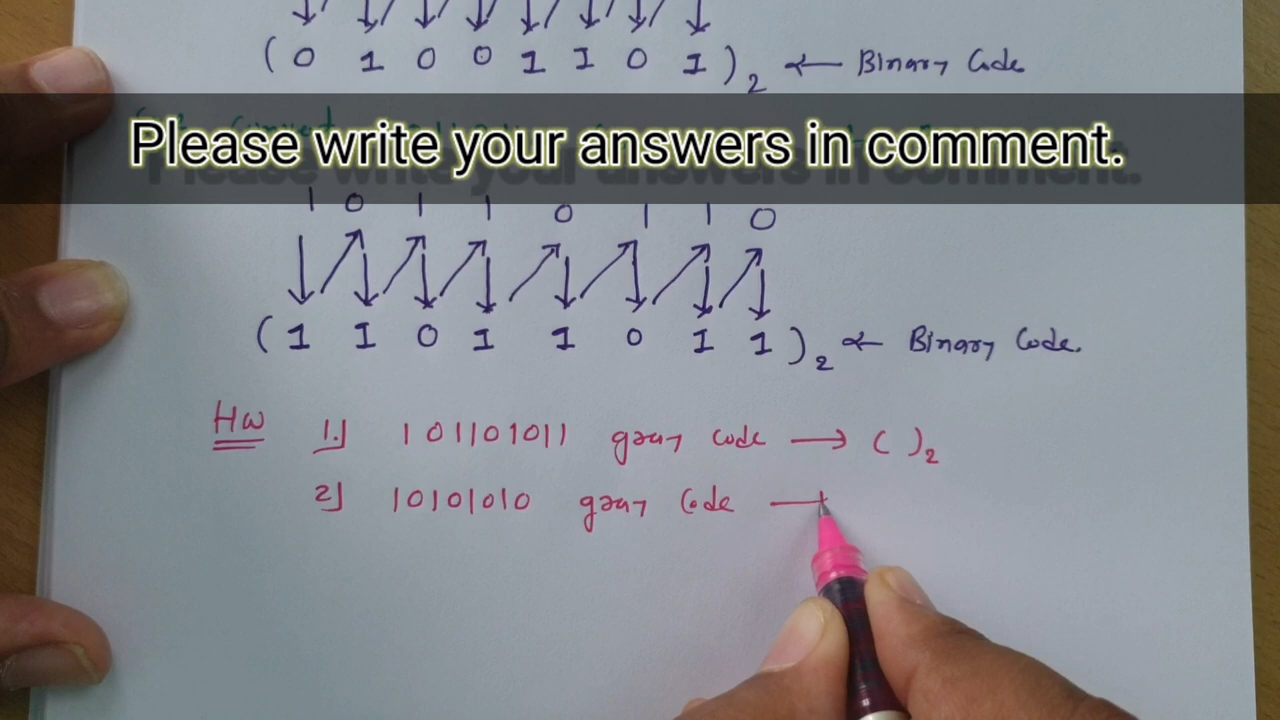 ( 0 1 0 0 1 1 0 1 )2 ← Binary Code
Please write your answers in comment.
1 0 1 1 0 1 1 0
( 1 1 0 1 1 0 1 1 )2 ← Binary Code.
HW 1.] 101101011 gray code → ( )2
2] 10101010 gray Code →